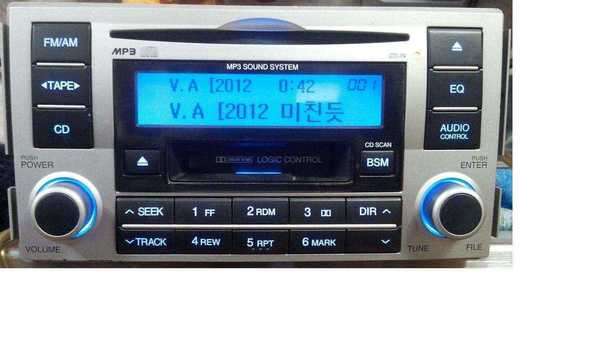 FM/AM
◀TAPE▶
CD
MP3
MP3 SOUND SYSTEM
V.A [2012 0:42 001
V.A [2012 미친듯
EQ
AUDIO
CONTROL
LOGIC CONTROL
CD SCAN
BSM
PUSH
POWER
VOLUME
PUSH
ENTER
TUNE
FILE
SEEK
1 FF
2 RDM
3
DIR
TRACK
4 REW
5 RPT
6 MARK